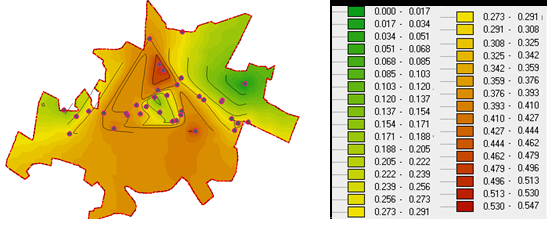 0.000 - 0.017
0.017 - 0.034
0.034 - 0.051
0.051 - 0.068
0.068 - 0.085
0.085 - 0.103
0.103 - 0.120
0.120 - 0.137
0.137 - 0.154
0.154 - 0.171
0.171 - 0.188
0.188 - 0.205
0.205 - 0.222
0.222 - 0.239
0.239 - 0.256
0.256 - 0.273
0.273 - 0.291
0.273 - 0.291
0.291 - 0.308
0.308 - 0.325
0.325 - 0.342
0.342 - 0.359
0.359 - 0.376
0.376 - 0.393
0.393 - 0.410
0.410 - 0.427
0.427 - 0.444
0.444 - 0.462
0.462 - 0.479
0.479 - 0.496
0.496 - 0.513
0.513 - 0.530
0.530 - 0.547